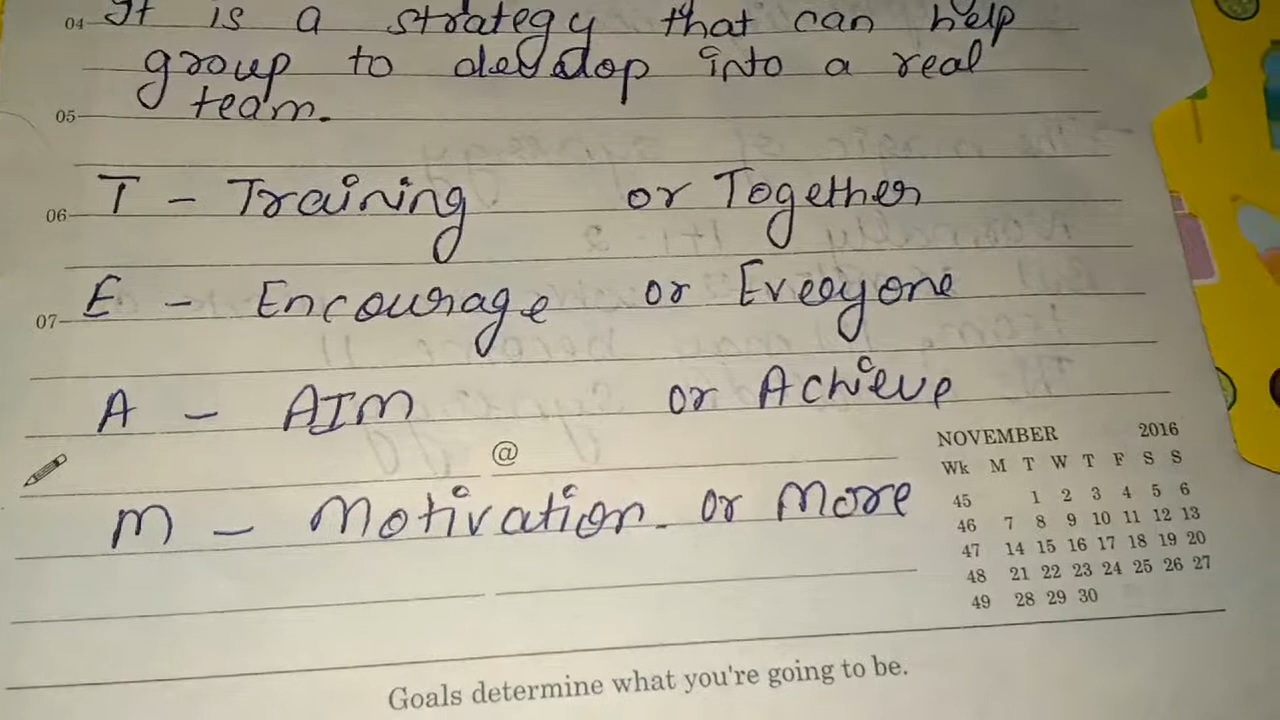 04 It is a strategy that can help
group to develop into a real
team.
05
06 T - Training or Together
07 E - Encourage or Everyone
A - AIM or Achieve
@
M - Motivation. or More
NOVEMBER 2016
Wk M T W T F S S
45 1 2 3 4 5 6
46 7 8 9 10 11 12 13
47 14 15 16 17 18 19 20
48 21 22 23 24 25 26 27
49 28 29 30
Goals determine what you're going to be.